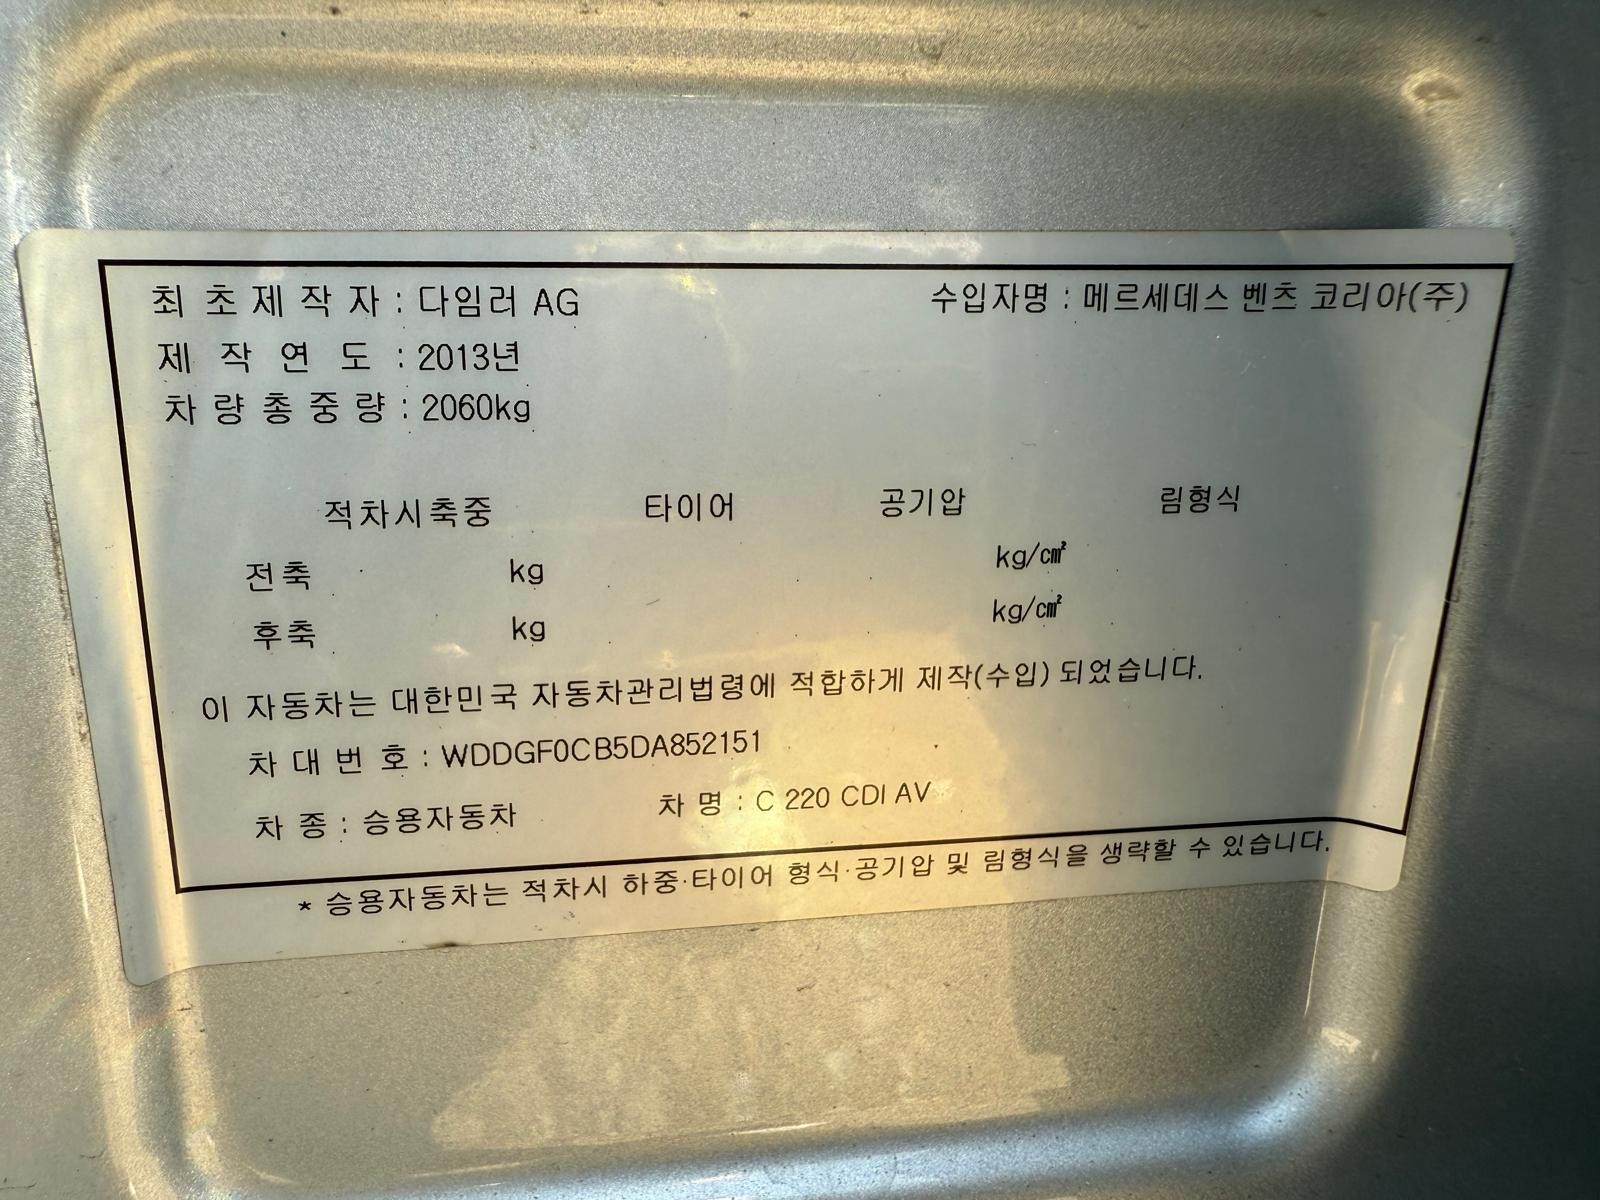 최 초 제 작 자 : 다임러 AG 수입자명 : 메르세데스 벤츠 코리아(주)
제 작 연 도 : 2013년
차 량 총 중 량 : 2060kg
적차시축중 타이어 공기압 림형식
전축 kg kg/㎠
후축 kg kg/㎠
이 자동차는 대한민국 자동차관리법령에 적합하게 제작(수입) 되었습니다.
차 대 번 호 : WDDGF0CB5DA852151
차 종 : 승용자동차 차 명 : C 220 CDI AV
* 승용자동차는 적차시 하중·타이어 형식·공기압 및 림형식을 생략할 수 있습니다.